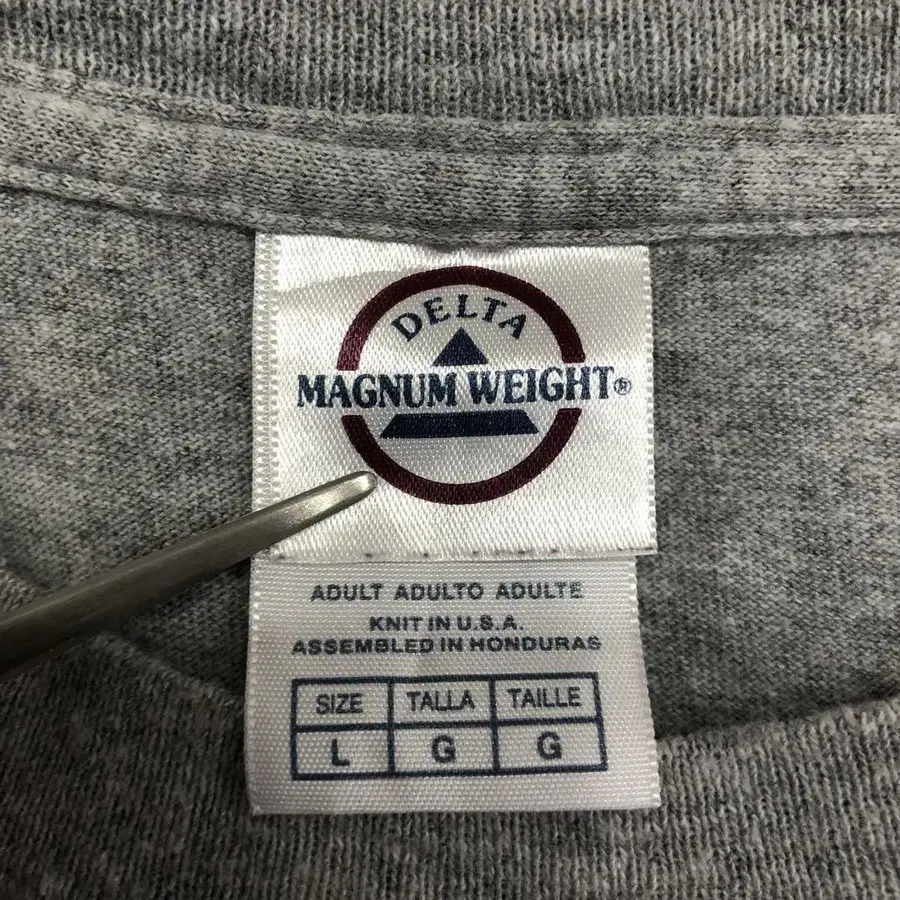 DELTA
MAGNUM WEIGHT®
ADULT ADULTO ADULTE
KNIT IN U.S.A.
ASSEMBLED IN HONDURAS
SIZE TALLA TAILLE
L G G